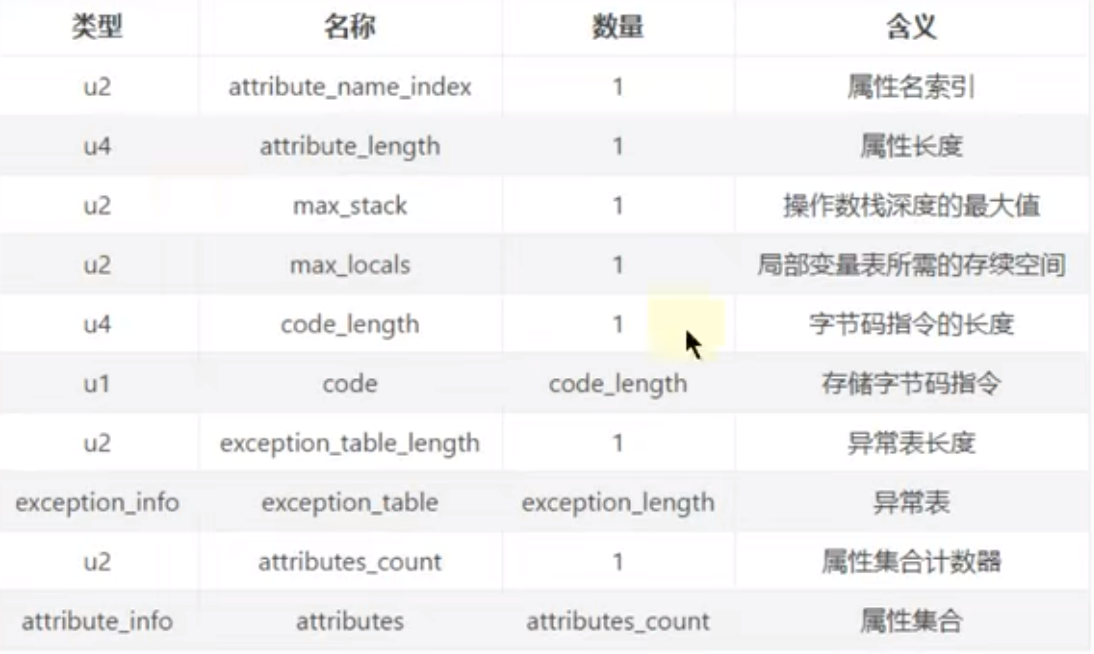 类型 名称 数量 含义
u2 attribute_name_index 1 属性名索引
u4 attribute_length 1 属性长度
u2 max_stack 1 操作数栈深度的最大值
u2 max_locals 1 局部变量表所需的存续空间
u4 code_length 1 字节码指令的长度
u1 code code_length 存储字节码指令
u2 exception_table_length 1 异常表长度
exception_info exception_table exception_length 异常表
u2 attributes_count 1 属性集合计数器
attribute_info attributes attributes_count 属性集合